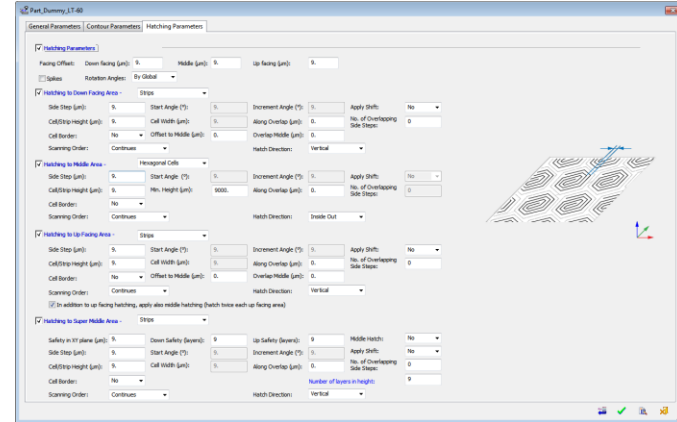 Part_Dummy_LT-60
General Parameters Contour Parameters Hatching Parameters
Hatching Parameters
Facing Offset: Down facing (µm): 9. Middle (µm): 9. Up facing (µm): 9.
Spikes Rotation Angles: By Global
Hatching to Down Facing Area - Strips
Side Step (µm): 9. Start Angle (°): 9. Increment Angle (°): 9. Apply Shift: No
Cell/Strip Height (µm): 9. Cell Width (µm): 9. Along Overlap (µm): 0. No. of Overlapping Side Steps: 0
Cell Border: No Offset to Middle (µm): 0. Overlap Middle (µm): 0.
Scanning Order: Continues Hatch Direction: Vertical
Hatching to Middle Area - Hexagonal Cells
Side Step (µm): 9. Start Angle (°): 9. Increment Angle (°): 9. Apply Shift: No
Cell/Strip Height (µm): 9. Min. Height (µm): 9000. Along Overlap (µm): 0. No. of Overlapping Side Steps: 0
Cell Border: No
Scanning Order: Continues Hatch Direction: Inside Out
Hatching to Up Facing Area - Strips
Side Step (µm): 9. Start Angle (°): 9. Increment Angle (°): 9. Apply Shift: No
Cell/Strip Height (µm): 9. Cell Width (µm): 9. Along Overlap (µm): 0. No. of Overlapping Side Steps: 0
Cell Border: No Offset to Middle (µm): 0. Overlap Middle (µm): 0.
Scanning Order: Continues Hatch Direction: Vertical
In addition to up facing hatching, apply also middle hatching (hatch twice each up facing area)
Hatching to Super Middle Area - Strips
Safety in XY plane (µm): 9. Down Safety (layers): 9 Up Safety (layers): 9 Middle Hatch: No
Side Step (µm): 9. Start Angle (°): 9. Increment Angle (°): 9. Apply Shift: No
Cell/Strip Height (µm): 9. Cell Width (µm): 9. Along Overlap (µm): 0. No. of Overlapping Side Steps: 0
Cell Border: No Number of layers in height: 9
Scanning Order: Continues Hatch Direction: Vertical